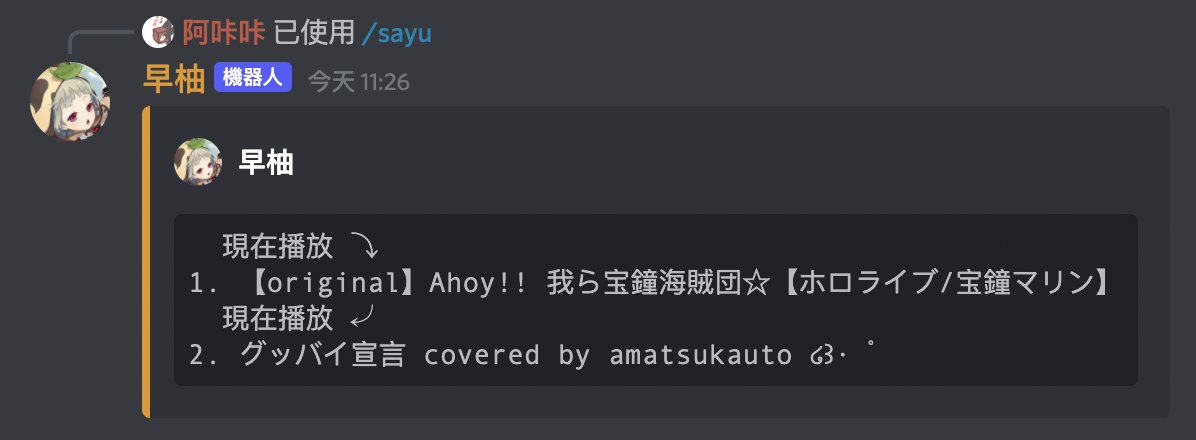 阿咔咔 已使用 /sayu
早柚 機器人 今天 11:26
早柚
現在播放 ⤵
1. 【original】Ahoy!! 我ら宝鐘海賊団☆【ホロライブ/宝鐘マリン】
現在播放 ⤶
2. グッバイ宣言 covered by amatsukauto ໒꒱· ゚